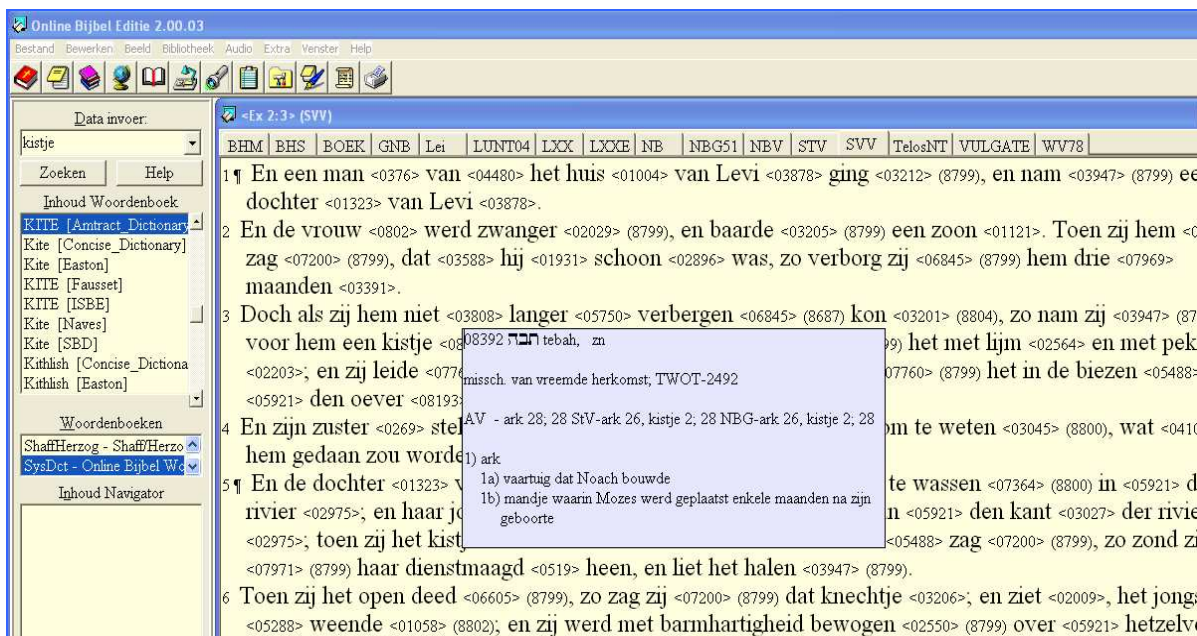 Online Bijbel Editie 2.00.03
Bestand Bewerken Beeld Bibliotheek Audio Extra Venster Help
Data invoer:
kistje
Zoeken Help
Inhoud Woordenboek
KITE [Amtract_Dictionary
Kite [Concise_Dictionary]
Kite [Easton]
KITE [Fausset]
KITE [ISBE]
Kite [Naves]
Kite [SBD]
Kithlish [Concise_Dictiona
Kithlish [Easton]
Woordenboeken
ShaffHerzog - Shaff/Herzo
SysDct - Online Bijbel Wo
Inhoud Navigator
<Ex 2:3> (SVV)
BHM BHS BOEK GNB Lei LUNT04 LXX LXXE NB NBG51 NBV STV SVV TelosNT VULGATE WV78
1 ¶ En een man <0376> van <04480> het huis <01004> van Levi <03878> ging <03212> (8799), en nam <03947> (8799) ee
dochter <01323> van Levi <03878>.
2 En de vrouw <0802> werd zwanger <02029> (8799), en baarde <03205> (8799) een zoon <01121>. Toen zij hem <0
zag <07200> (8799), dat <03588> hij <01931> schoon <02896> was, zo verborg zij <06845> (8799) hem drie <07969>
maanden <03391>.
3 Doch als zij hem niet <03808> langer <05750> verbergen <06845> (8687) kon <03201> (8804), zo nam zij <03947> (87
voor hem een kistje <08 99) het met lijm <02564> en met pek
<02203>; en zij leide <0776 07760> (8799) het in de biezen <05488>
<05921> den oever <08193>
4 En zijn zuster <0269> stel om te weten <03045> (8800), wat <0410
hem gedaan zou worde
5 ¶ En de dochter <01323> v te wassen <07364> (8800) in <05921> d
rivier <02975>; en haar jo n <05921> den kant <03027> der rivie
<02975>; toen zij het kist <05488> zag <07200> (8799), zo zond zi
<07971> (8799) haar dienstmaagd <0519> heen, en liet het halen <03947> (8799).
6 Toen zij het open deed <06605> (8799), zo zag zij <07200> (8799) dat knechtje <03206>; en ziet <02009>, het jongs
<05288> weende <01058> (8802); en zij werd met barmhartigheid bewogen <02550> (8799) over <05921> hetzelve
08392 תבה tebah, zn
missch. van vreemde herkomst; TWOT-2492
AV - ark 28; 28 StV-ark 26, kistje 2; 28 NBG-ark 26, kistje 2; 28
1) ark
1a) vaartuig dat Noach bouwde
1b) mandje waarin Mozes werd geplaatst enkele maanden na zijn
geboorte